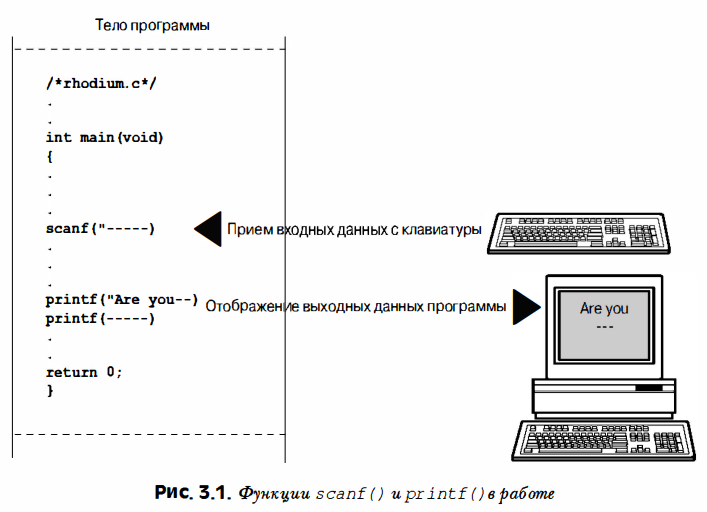 Тело программы
/*rhodium.c*/
.
.
int main(void)
{
.
.
.
scanf("-----)
Прием входных данных с клавиатуры
.
.
.
printf("Are you--)
Отображение выходных данных программы
Are you
---
printf(-----)
.
.
return 0;
}
Рис. 3.1. Функции scanf() и printf() в работе